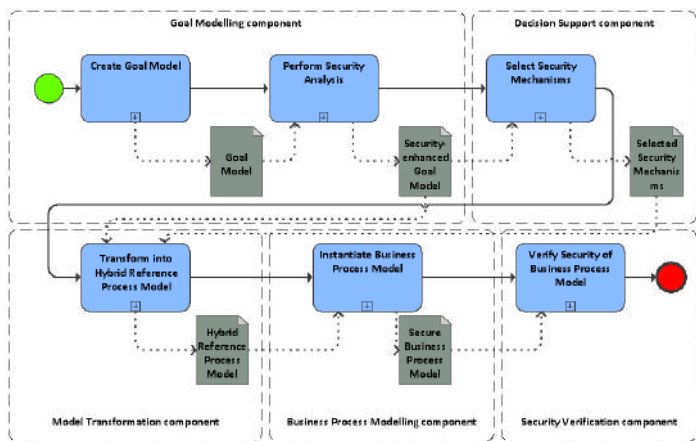 Goal Modelling component
Decision Support component
Create Goal Model
Perform Security
Analysis
Select Security
Mechanisms
Goal
Model
Security-
enhanced
Goal
Model
Selected
Security
Mechanis
ms
Transform into
Hybrid Reference
Process Model
Instantiate Business
Process Model
Verify Security of
Business Process
Model
Hybrid
Reference
Process
Model
Secure
Business
Process
Model
Model Transformation component
Business Process Modelling component
Security Verification component